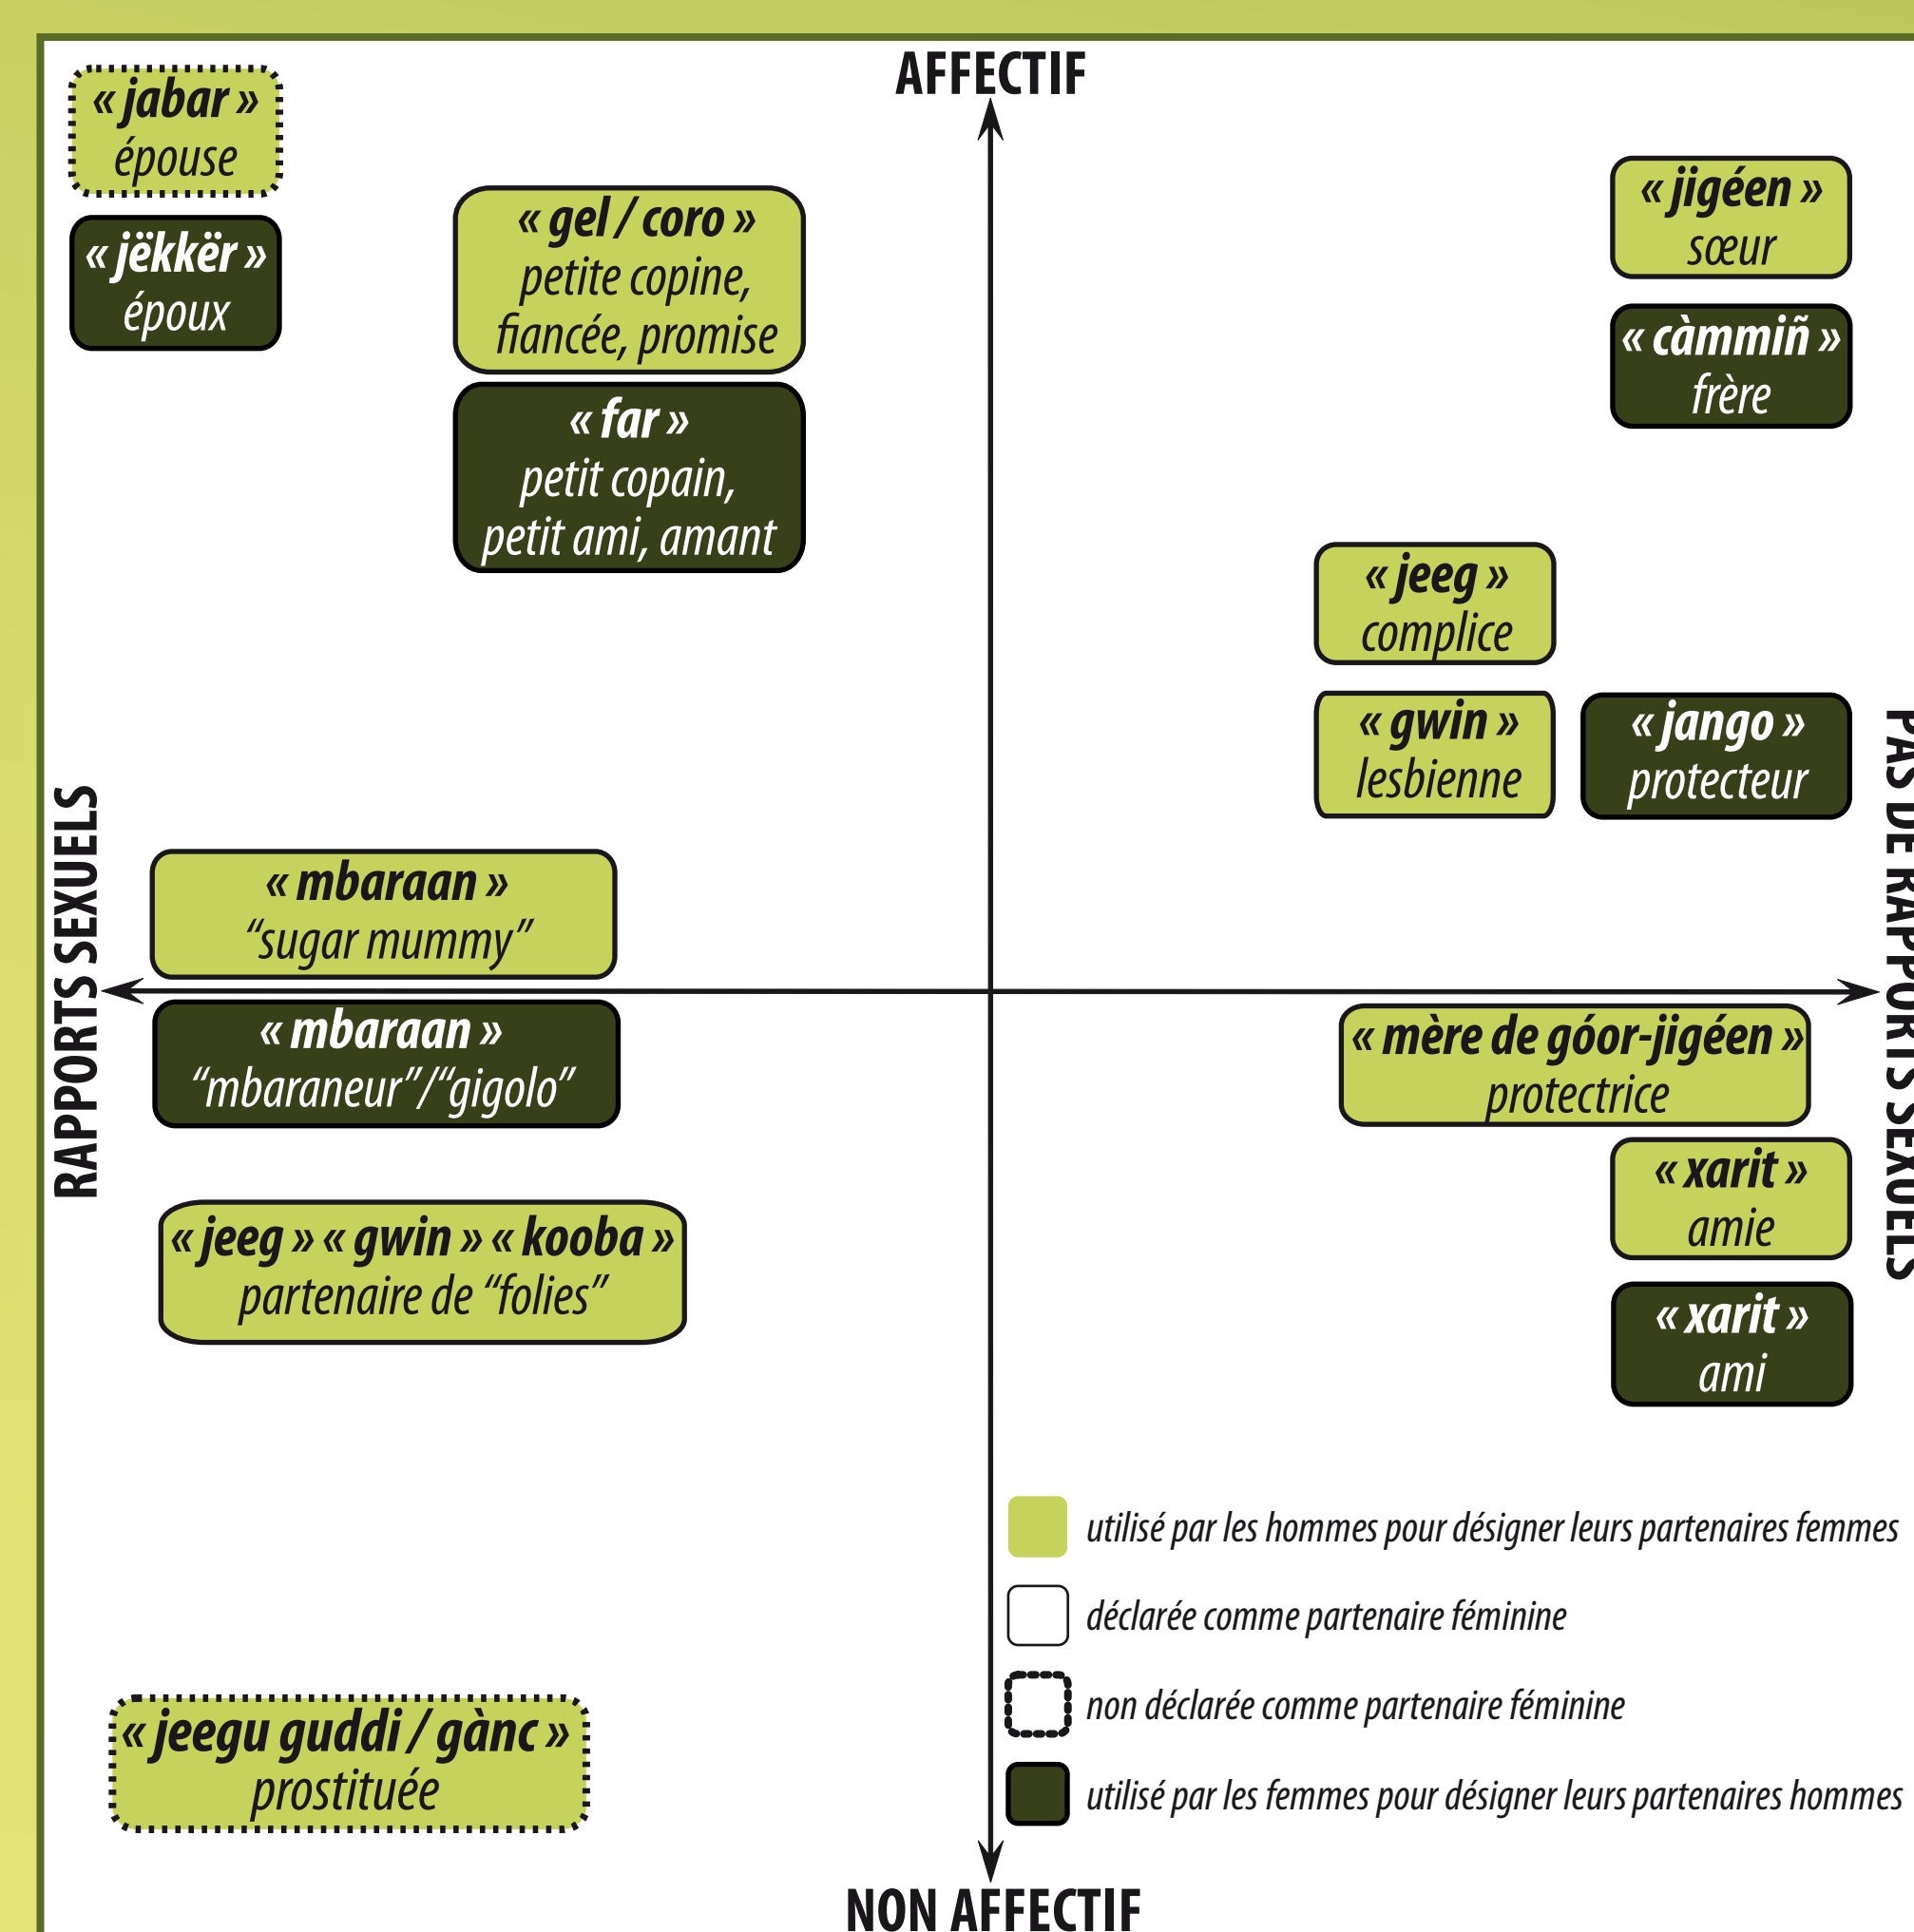 AFFECTIF
« jabar »
épouse
« jëkkër »
époux
« gel / coro »
petite copine,
fiancée, promise
« far »
petit copain,
petit ami, amant
« jigéen »
sœur
« càmmiñ »
frère
« jeeg »
complice
« gwin »
lesbienne
« jango »
protecteur
RAPPORTS SEXUELS
PAS DE RAPPORTS SEXUELS
« mbaraan »
“sugar mummy”
« mbaraan »
“mbaraneur”/“gigolo”
« mère de góor-jigéen »
protectrice
« xarit »
amie
« xarit »
ami
« jeeg » « gwin » « kooba »
partenaire de “folies”
« jeegu guddi / gànc »
prostituée
utilisé par les hommes pour désigner leurs partenaires femmes
déclarée comme partenaire féminine
non déclarée comme partenaire féminine
utilisé par les femmes pour désigner leurs partenaires hommes
NON AFFECTIF